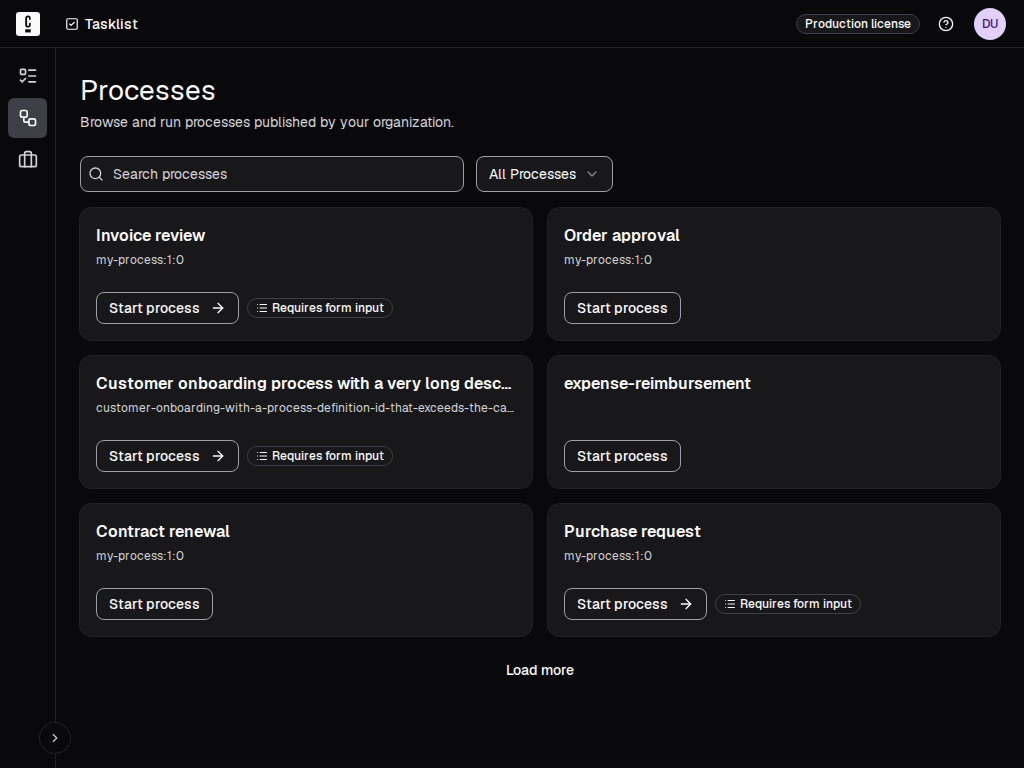 Tasklist
Production license
DU
Processes
Browse and run processes published by your organization.
Search processes
All Processes
Invoice review
my-process:1:0
Start process
Requires form input
Order approval
my-process:1:0
Start process
Customer onboarding process with a very long desc...
customer-onboarding-with-a-process-definition-id-that-exceeds-the-ca...
Start process
Requires form input
expense-reimbursement
Start process
Contract renewal
my-process:1:0
Start process
Purchase request
my-process:1:0
Start process
Requires form input
Load more